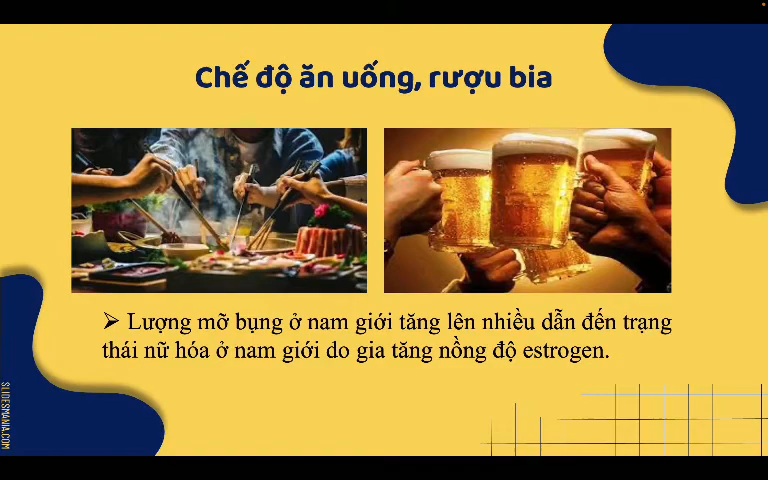 Chế độ ăn uống, rượu bia
➢ Lượng mỡ bụng ở nam giới tăng lên nhiều dẫn đến trạng
thái nữ hóa ở nam giới do gia tăng nồng độ estrogen.
SLIDESMANIA.COM